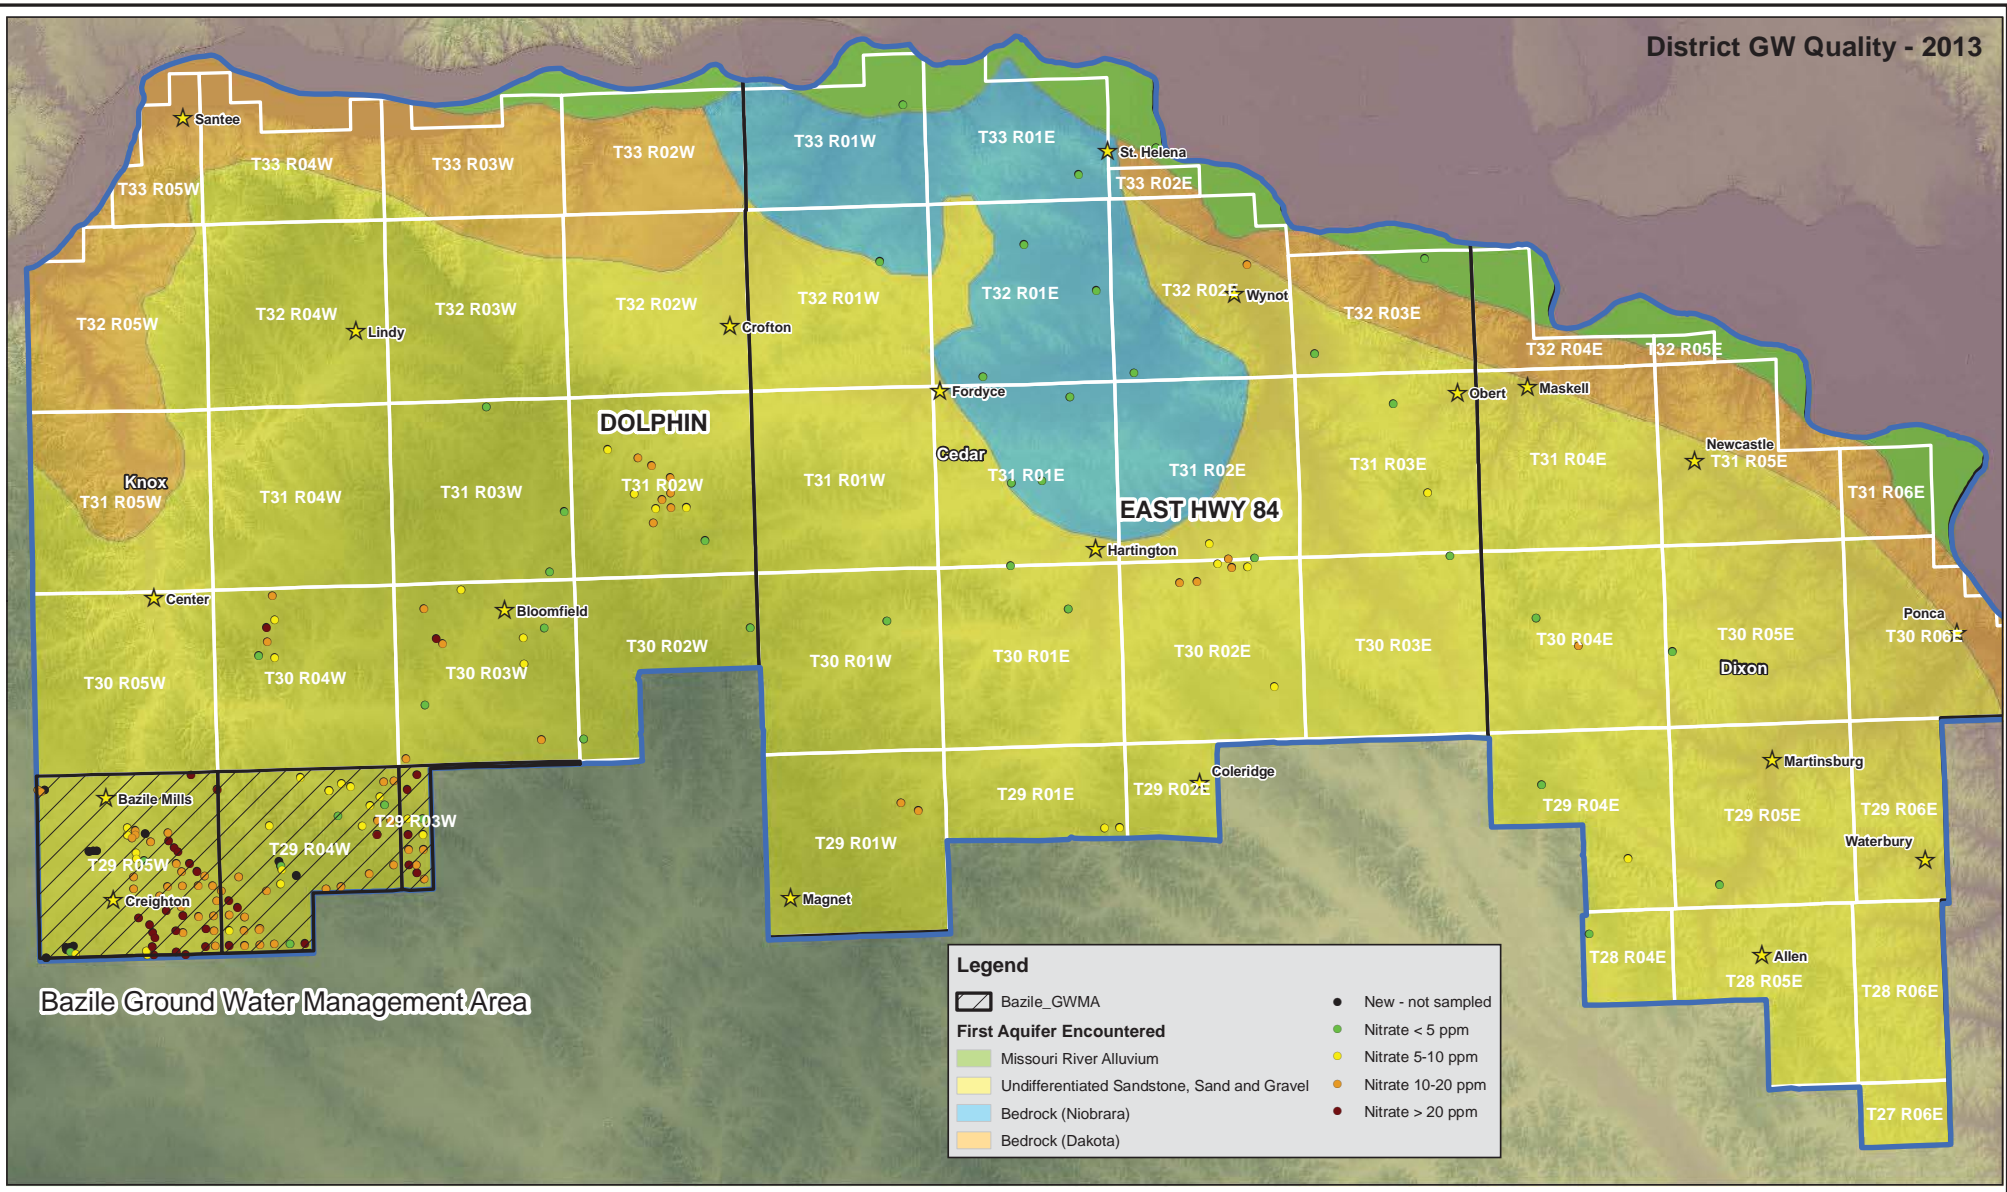 District GW Quality - 2013
Santee
T33 R05W
T33 R04W
T33 R03W
T33 R02W
T33 R01W
T33 R01E
St. Helena
T33 R02E
T32 R05W
T32 R04W
Lindy
T32 R03W
T32 R02W
Crofton
T32 R01W
T32 R01E
T32 R02E
Wynot
T32 R03E
T32 R04E
T32 R05E
Fordyce
Obert
Maskell
DOLPHIN
Cedar
Newcastle
Knox
T31 R05W
T31 R04W
T31 R03W
T31 R02W
T31 R01W
T31 R01E
T31 R02E
T31 R03E
T31 R04E
T31 R05E
T31 R06E
EAST HWY 84
Hartington
Center
Bloomfield
Ponca
T30 R05W
T30 R04W
T30 R03W
T30 R02W
T30 R01W
T30 R01E
T30 R02E
T30 R03E
T30 R04E
T30 R05E
T30 R06E
Dixon
Coleridge
Martinsburg
Bazile Mills
T29 R05W
T29 R04W
T29 R03W
T29 R01W
T29 R01E
T29 R02E
T29 R04E
T29 R05E
T29 R06E
Waterbury
Creighton
Magnet
T28 R04E
Allen
T28 R05E
T28 R06E
T27 R06E
Bazile Ground Water Management Area
Legend
Bazile_GWMA
First Aquifer Encountered
Missouri River Alluvium
Undifferentiated Sandstone, Sand and Gravel
Bedrock (Niobrara)
Bedrock (Dakota)
New - not sampled
Nitrate < 5 ppm
Nitrate 5-10 ppm
Nitrate 10-20 ppm
Nitrate > 20 ppm